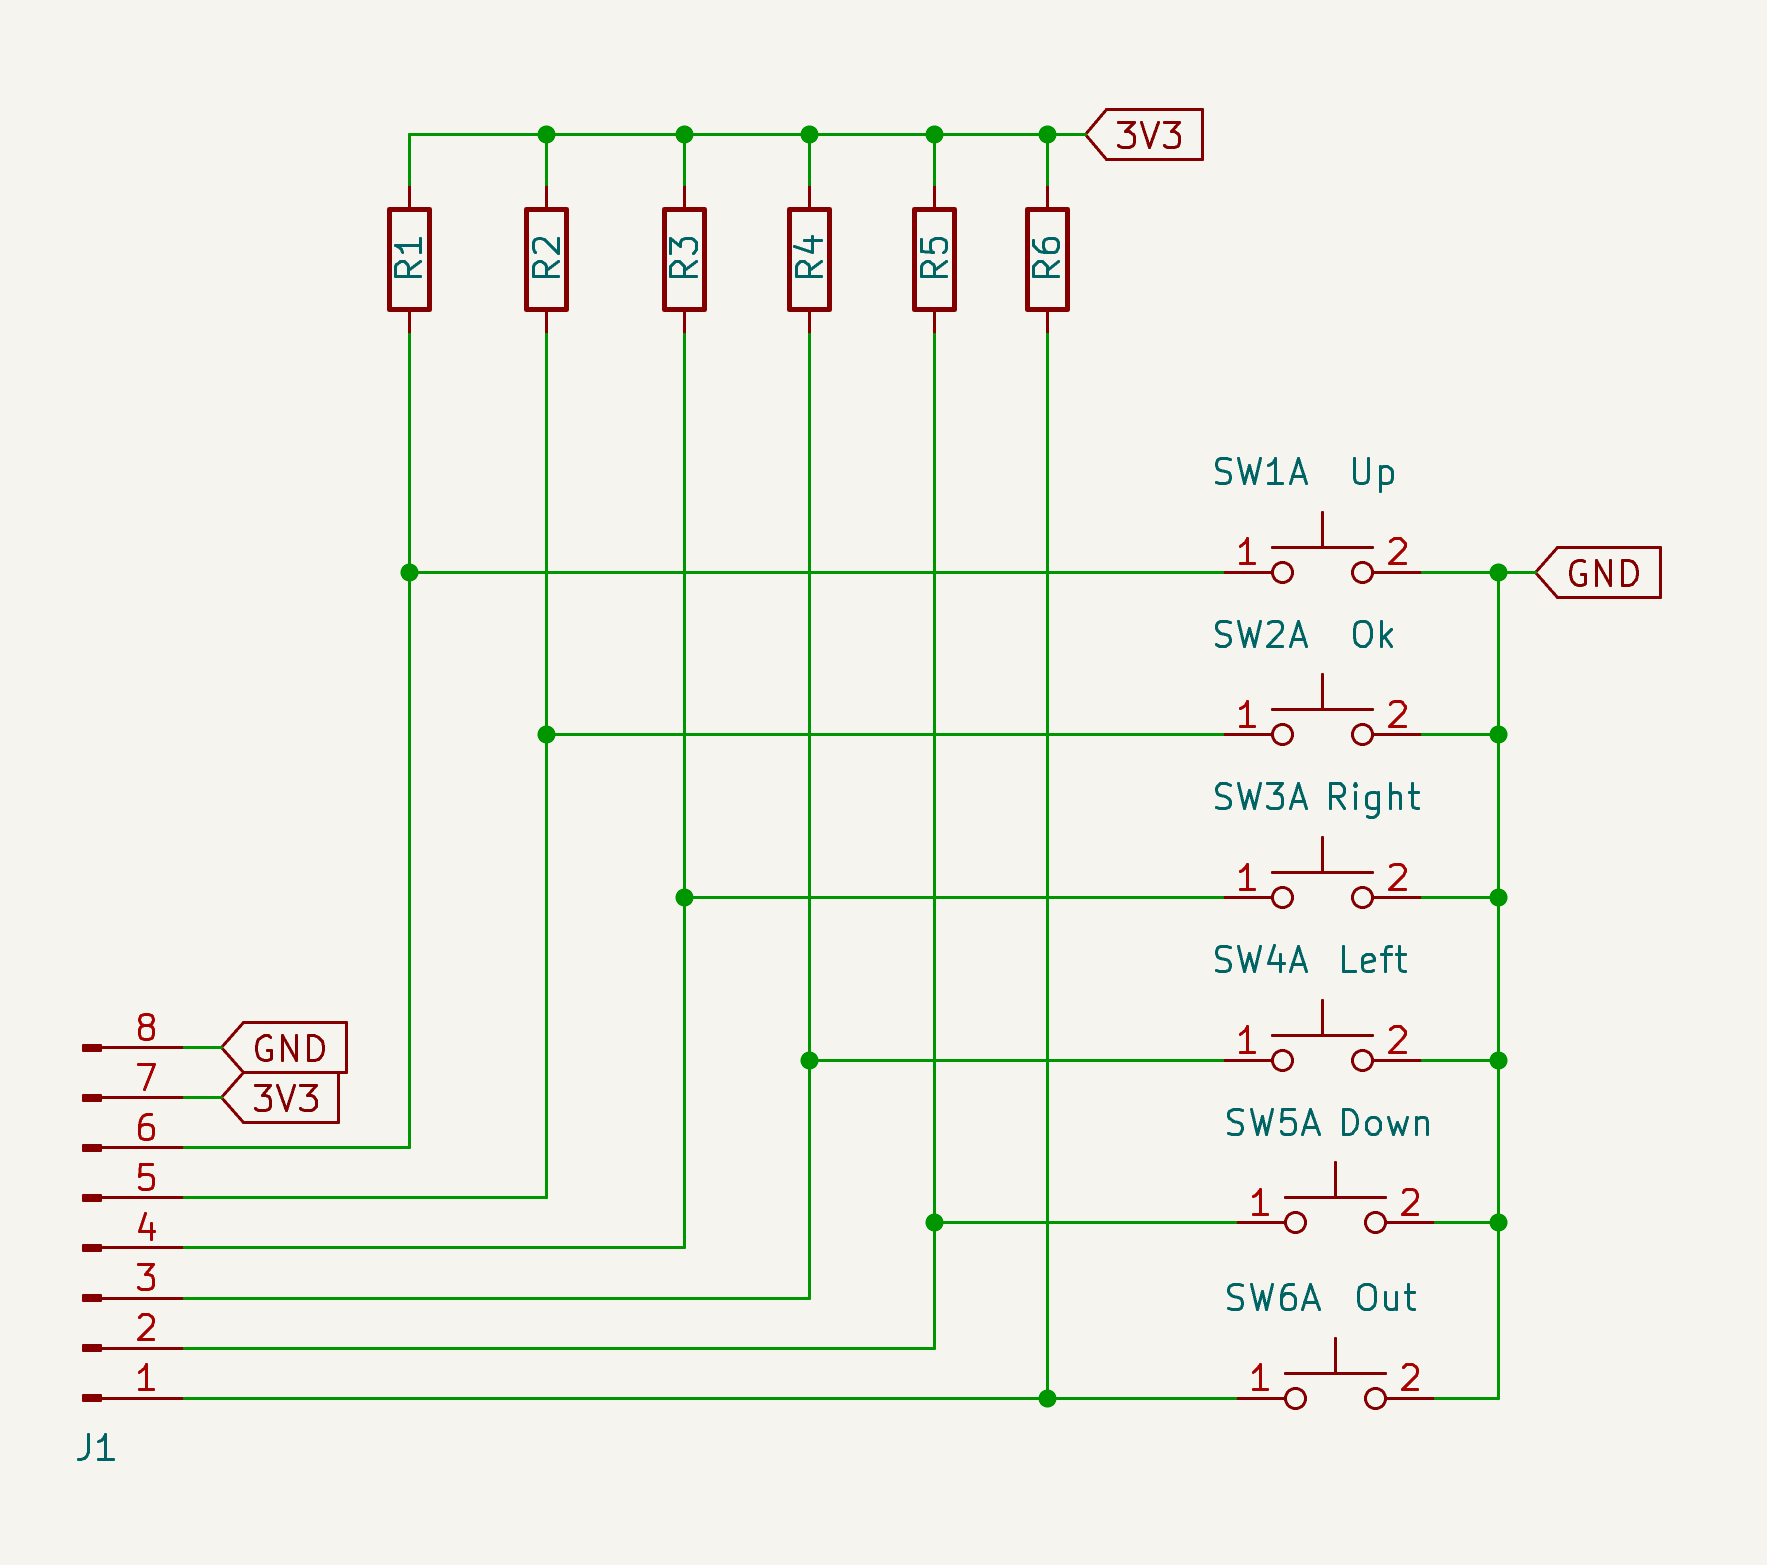 3V3
R1 R2 R3 R4 R5 R6
SW1A Up
1 2
GND
SW2A Ok
1 2
SW3A Right
1 2
SW4A Left
1 2
8 GND
7 3V3
6
SW5A Down
5
1 2
4
3
SW6A Out
2
1
1 2
J1